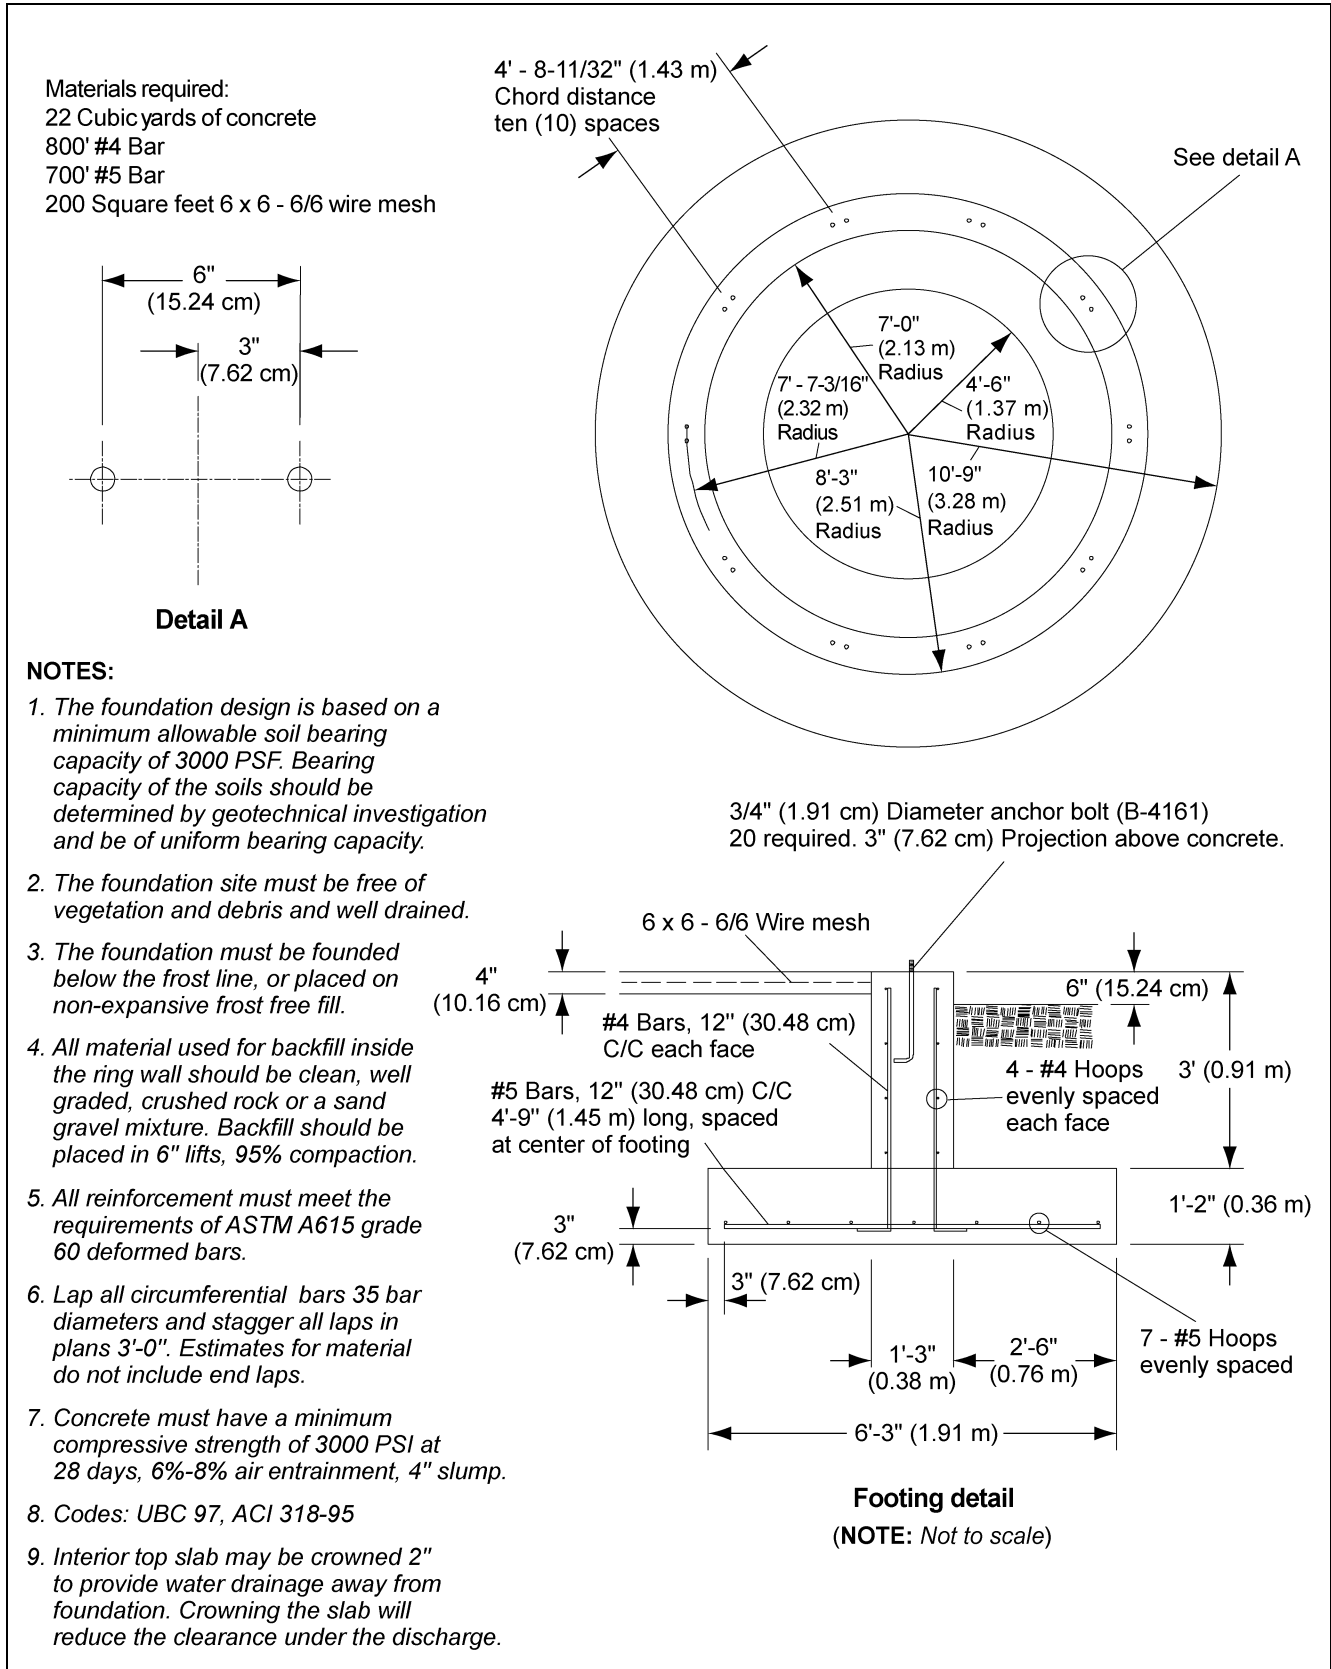 Materials required:
22 Cubic yards of concrete
800' #4 Bar
700' #5 Bar
200 Square feet 6 x 6 - 6/6 wire mesh
6"
(15.24 cm)
3"
(7.62 cm)
Detail A
4' - 8-11/32" (1.43 m)
Chord distance
ten (10) spaces
See detail A
7'-0"
(2.13 m)
Radius
4'-6"
(1.37 m)
Radius
7' - 7-3/16"
(2.32 m)
Radius
8'-3"
(2.51 m)
Radius
10'-9"
(3.28 m)
Radius
NOTES:
1. The foundation design is based on a
minimum allowable soil bearing
capacity of 3000 PSF. Bearing
capacity of the soils should be
determined by geotechnical investigation
and be of uniform bearing capacity.
2. The foundation site must be free of
vegetation and debris and well drained.
3. The foundation must be founded
below the frost line, or placed on
non-expansive frost free fill.
4. All material used for backfill inside
the ring wall should be clean, well
graded, crushed rock or a sand
gravel mixture. Backfill should be
placed in 6" lifts, 95% compaction.
5. All reinforcement must meet the
requirements of ASTM A615 grade
60 deformed bars.
6. Lap all circumferential bars 35 bar
diameters and stagger all laps in
plans 3'-0". Estimates for material
do not include end laps.
7. Concrete must have a minimum
compressive strength of 3000 PSI at
28 days, 6%-8% air entrainment, 4" slump.
8. Codes: UBC 97, ACI 318-95
9. Interior top slab may be crowned 2"
to provide water drainage away from
foundation. Crowning the slab will
reduce the clearance under the discharge.
3/4" (1.91 cm) Diameter anchor bolt (B-4161)
20 required. 3" (7.62 cm) Projection above concrete.
6 x 6 - 6/6 Wire mesh
4"
(10.16 cm)
6" (15.24 cm)
#4 Bars, 12" (30.48 cm)
C/C each face
4 - #4 Hoops
evenly spaced
each face
3' (0.91 m)
#5 Bars, 12" (30.48 cm) C/C
4'-9" (1.45 m) long, spaced
at center of footing
1'-2" (0.36 m)
3"
(7.62 cm)
3" (7.62 cm)
7 - #5 Hoops
evenly spaced
1'-3"
(0.38 m)
2'-6"
(0.76 m)
6'-3" (1.91 m)
Footing detail
(NOTE: Not to scale)